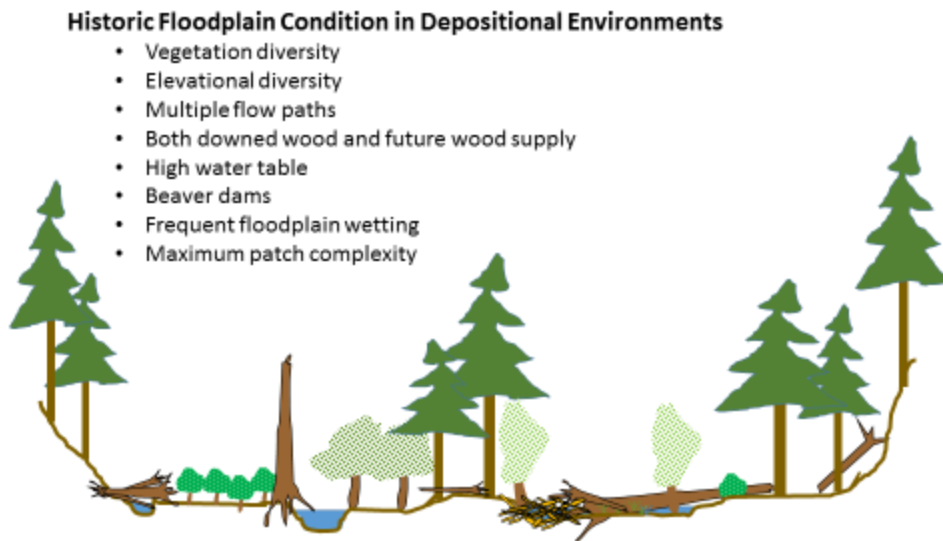 Historic Floodplain Condition in Depositional Environments
• Vegetation diversity
• Elevational diversity
• Multiple flow paths
• Both downed wood and future wood supply
• High water table
• Beaver dams
• Frequent floodplain wetting
• Maximum patch complexity